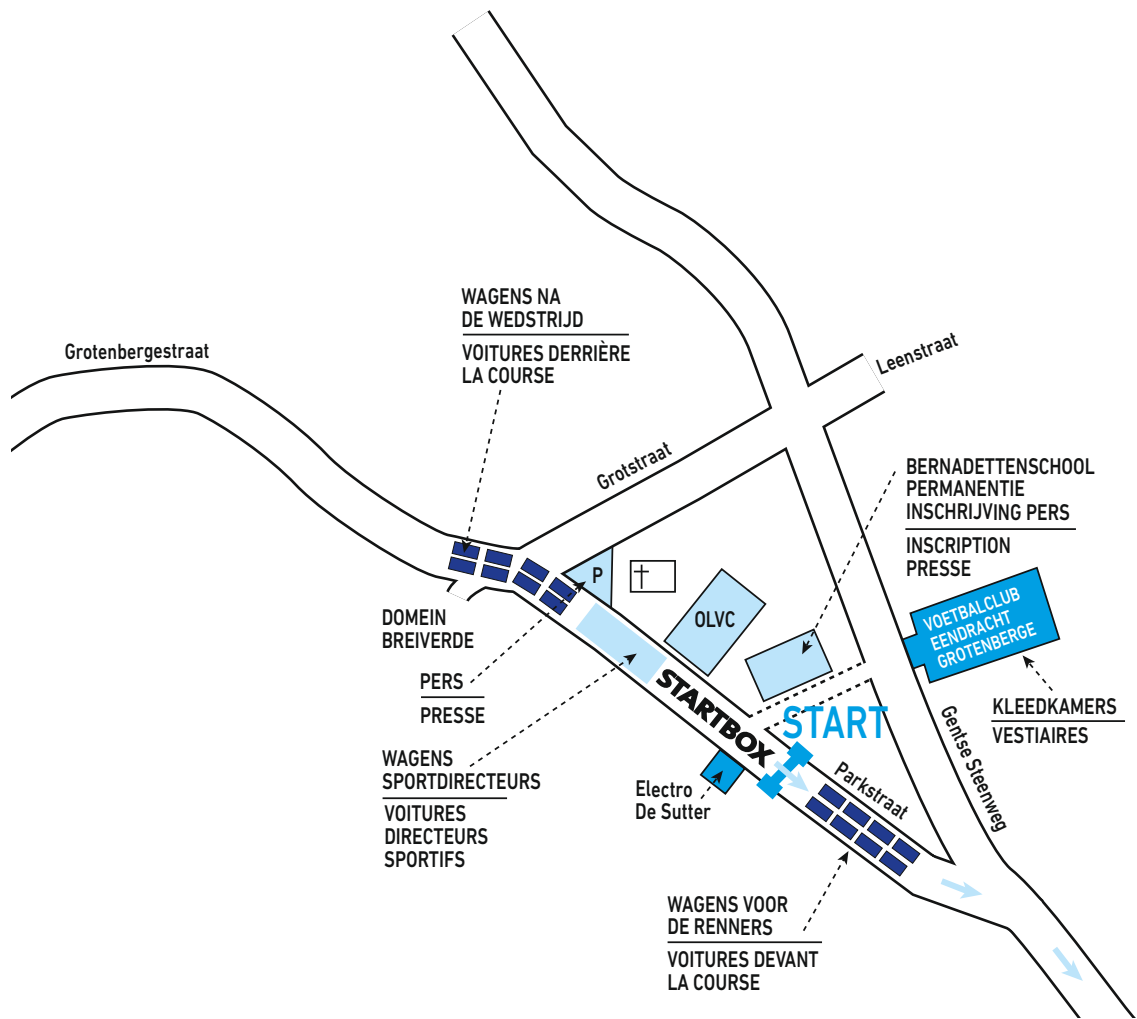 WAGENS NA
DE WEDSTRIJD
VOITURES DERRIÈRE
LA COURSE
Grotenbergestraat
Leenstraat
Grotstraat
BERNADETTENSCHOOL
PERMANENTIE
INSCHRIJVING PERS
INSCRIPTION
PRESSE
P
OLVC
VOETBALCLUB
EENDRACHT
GROTENBERGE
DOMEIN
BREIVERDE
PERS
PRESSE
STARTBOX
START
KLEEDKAMERS
VESTIAIRES
Gentse Steenweg
WAGENS
SPORTDIRECTEURS
VOITURES
DIRECTEURS
SPORTIFS
Electro
De Sutter
Parkstraat
WAGENS VOOR
DE RENNERS
VOITURES DEVANT
LA COURSE